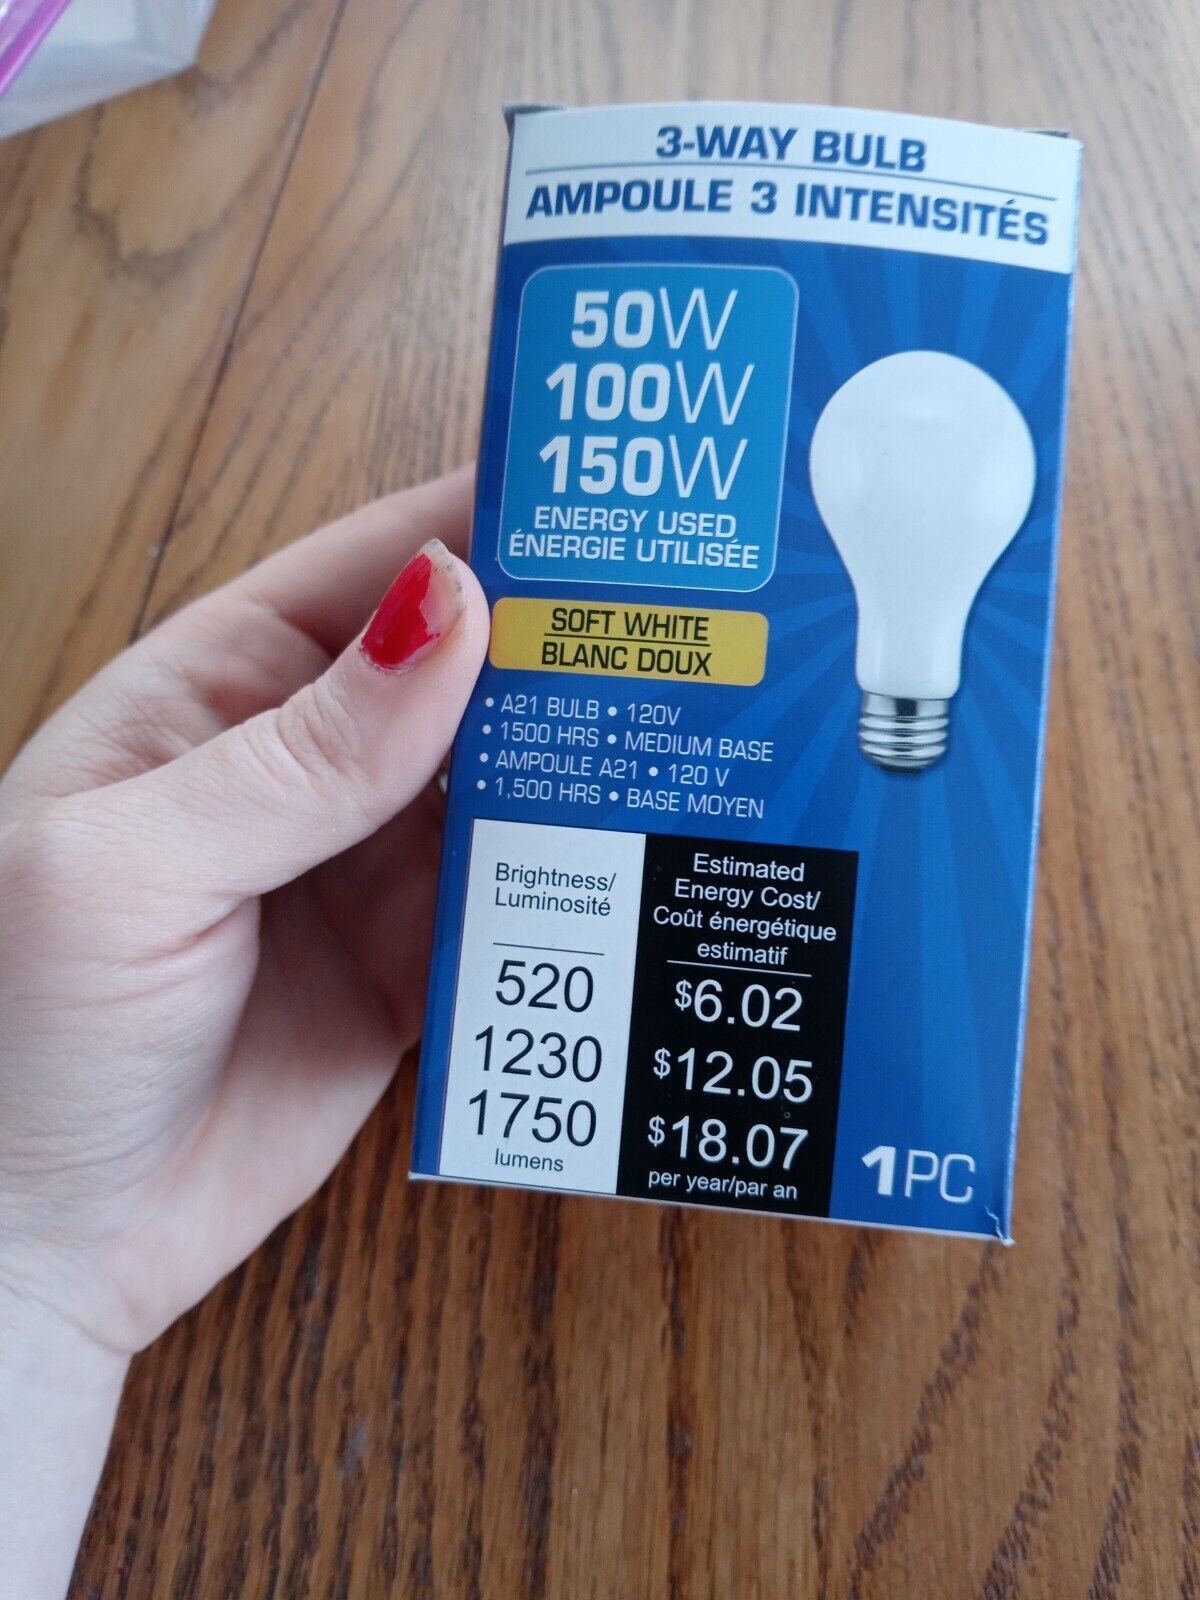 3-WAY BULB
AMPOULE 3 INTENSITÉS
50W
100W
150W
ENERGY USED
ÉNERGIE UTILISÉE
SOFT WHITE
BLANC DOUX
• A21 BULB • 120V
• 1500 HRS • MEDIUM BASE
• AMPOULE A21 • 120 V
• 1,500 HRS • BASE MOYEN
Brightness/
Luminosité
520
1230
1750
lumens
Estimated
Energy Cost/
Coût énergétique
estimatif
$6.02
$12.05
$18.07
per year/par an
1PC